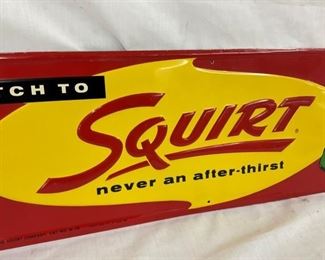 TCH TO
SQUIRT
never an after-thirst